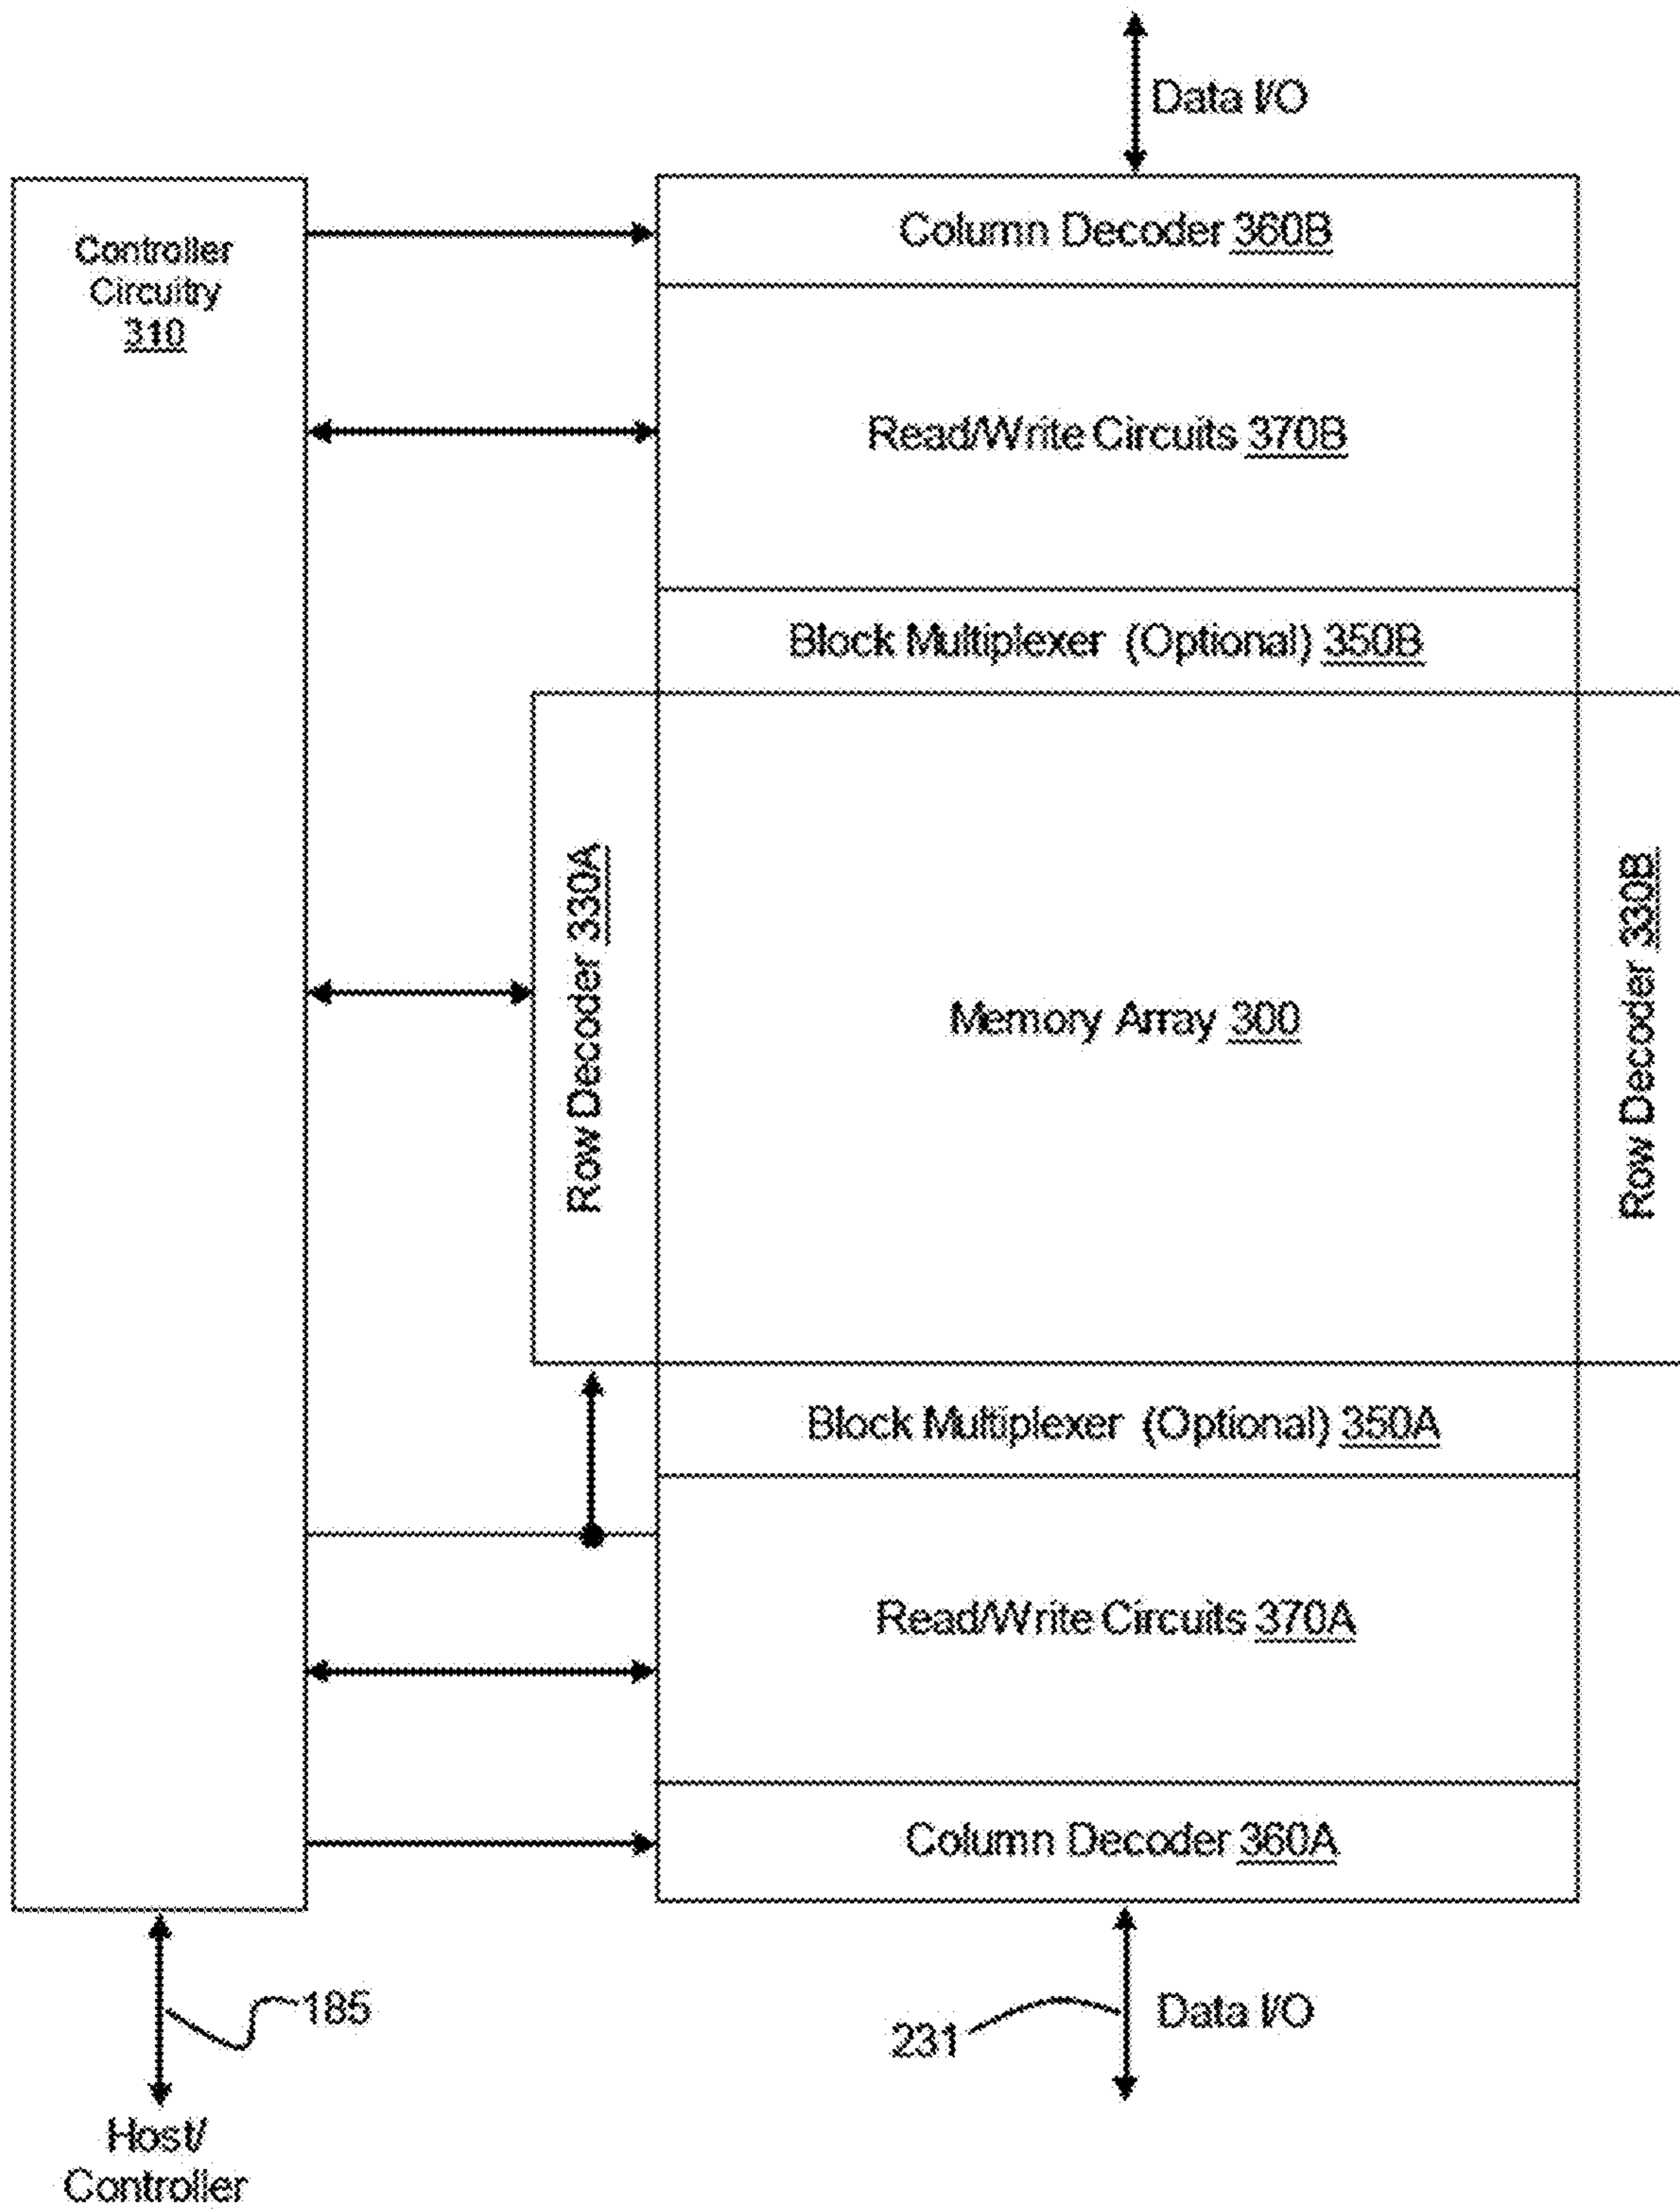 Data I/O
Controller
Circuitry
310
Column Decoder 360B
Read/Write Circuits 370B
Block Multiplexer (Optional) 350B
Row Decoder 330A
Memory Array 300
Row Decoder 330B
Block Multiplexer (Optional) 350A
Read/Write Circuits 370A
Column Decoder 360A
185
231
Data I/O
Host/
Controller